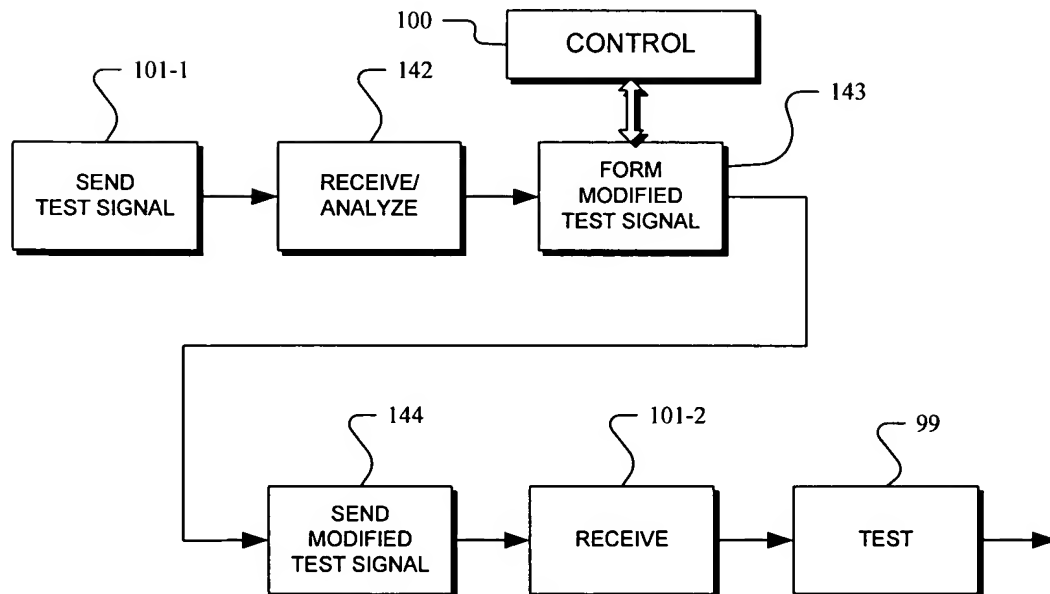 100
CONTROL
101-1
142
143
SEND
TEST SIGNAL
RECEIVE/
ANALYZE
FORM
MODIFIED
TEST SIGNAL
144
101-2
99
SEND
MODIFIED
TEST SIGNAL
RECEIVE
TEST